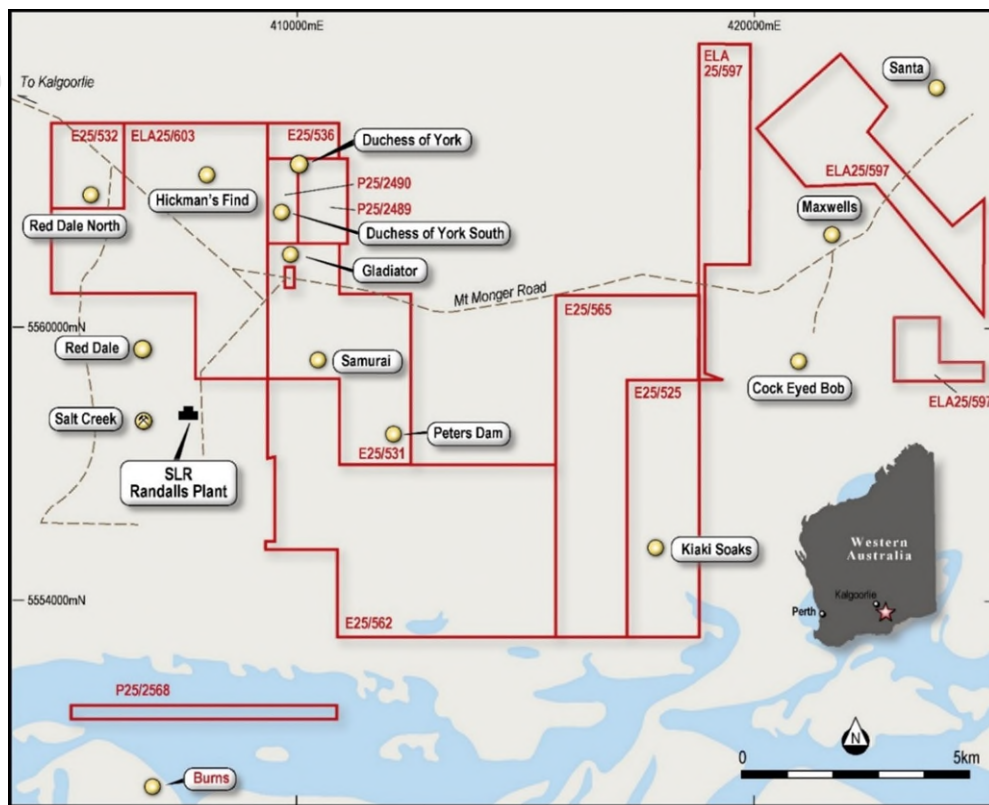 410000mE
420000mE
To Kalgoorlie
ELA
25/597
Santa
E25/532
ELA25/603
E25/536
Duchess of York
P25/2490
P25/2489
ELA25/597
Hickman's Find
Red Dale North
Duchess of York South
Maxwells
Gladiator
Mt Monger Road
5560000mN
E25/565
Red Dale
Samurai
Cock Eyed Bob
E25/525
ELA25/597
Salt Creek
Peters Dam
E25/531
SLR
Randalls Plant
Western
Australia
Kiaki Soaks
Kalgoorlie
Perth
5554000mN
E25/562
P25/2568
N
0
5km
Burns